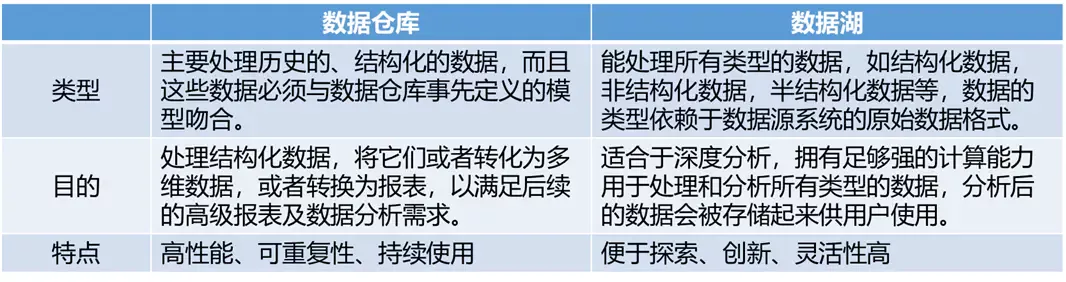 数据仓库
数据湖
类型
主要处理历史的、结构化的数据，而且
这些数据必须与数据仓库事先定义的模
型吻合。
能处理所有类型的数据，如结构化数据，
非结构化数据，半结构化数据等，数据的
类型依赖于数据源系统的原始数据格式。
目的
处理结构化数据，将它们或者转化为多
维数据，或者转换为报表，以满足后续
的高级报表及数据分析需求。
适合于深度分析，拥有足够强的计算能力
用于处理和分析所有类型的数据，分析后
的数据会被存储起来供用户使用。
特点
高性能、可重复性、持续使用
便于探索、创新、灵活性高